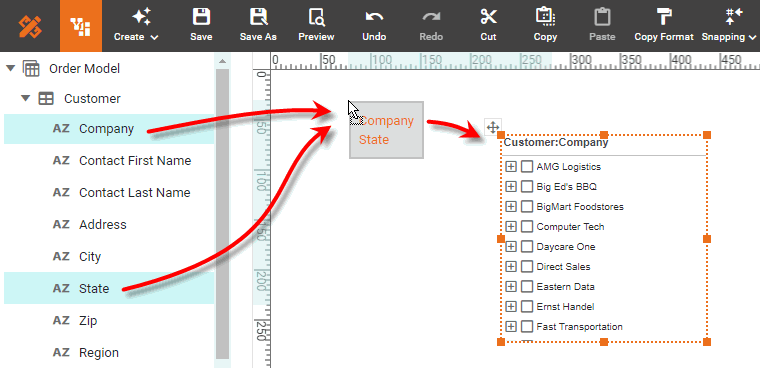 Create
Save
Save As
Preview
Undo
Redo
Cut
Copy
Paste
Copy Format
Snapping
Order Model
Customer
AZ Company
AZ Contact First Name
AZ Contact Last Name
AZ Address
AZ City
AZ State
AZ Zip
AZ Region
0 50 100 150 200 250 300 350 400 450
0
50
100
150
200
250
Company
State
Customer:Company
AMG Logistics
Big Ed's BBQ
BigMart Foodstores
Computer Tech
Daycare One
Direct Sales
Eastern Data
Ernst Handel
Fast Transportation